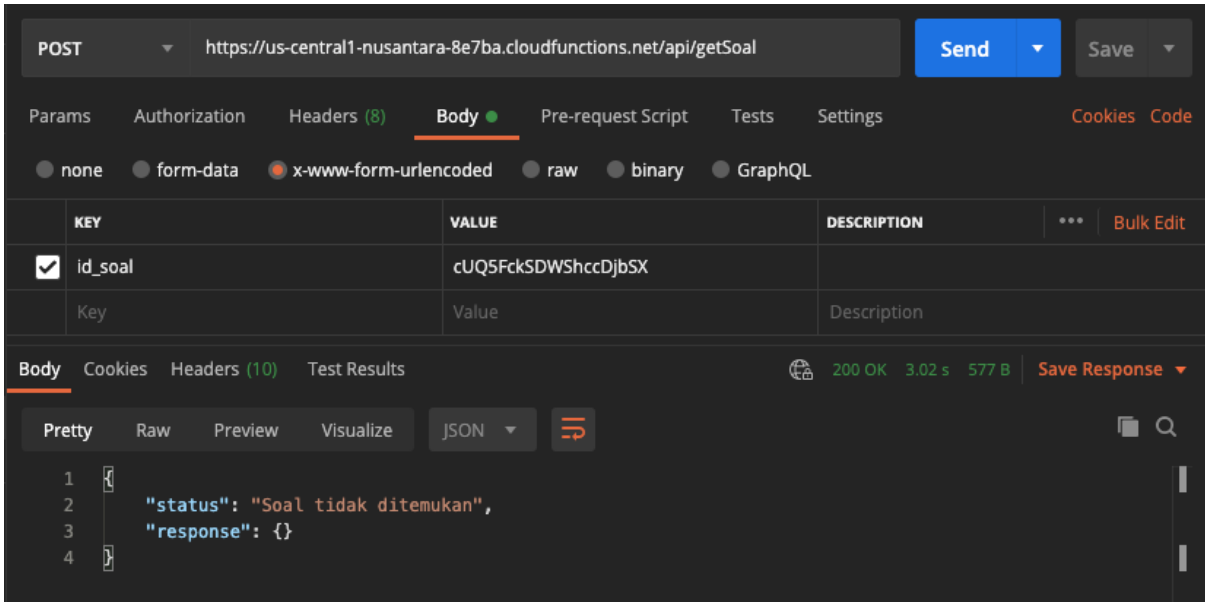 POST https://us-central1-nusantara-8e7ba.cloudfunctions.net/api/getSoal Send Save
Params Authorization Headers (8) Body Pre-request Script Tests Settings Cookies Code
none form-data x-www-form-urlencoded raw binary GraphQL
KEY VALUE DESCRIPTION ••• Bulk Edit
id_soal cUQ5FckSDWShccDjbSX
Key Value Description
Body Cookies Headers (10) Test Results 200 OK 3.02 s 577 B Save Response
Pretty Raw Preview Visualize JSON
1 {
2 "status": "Soal tidak ditemukan",
3 "response": {}
4 }